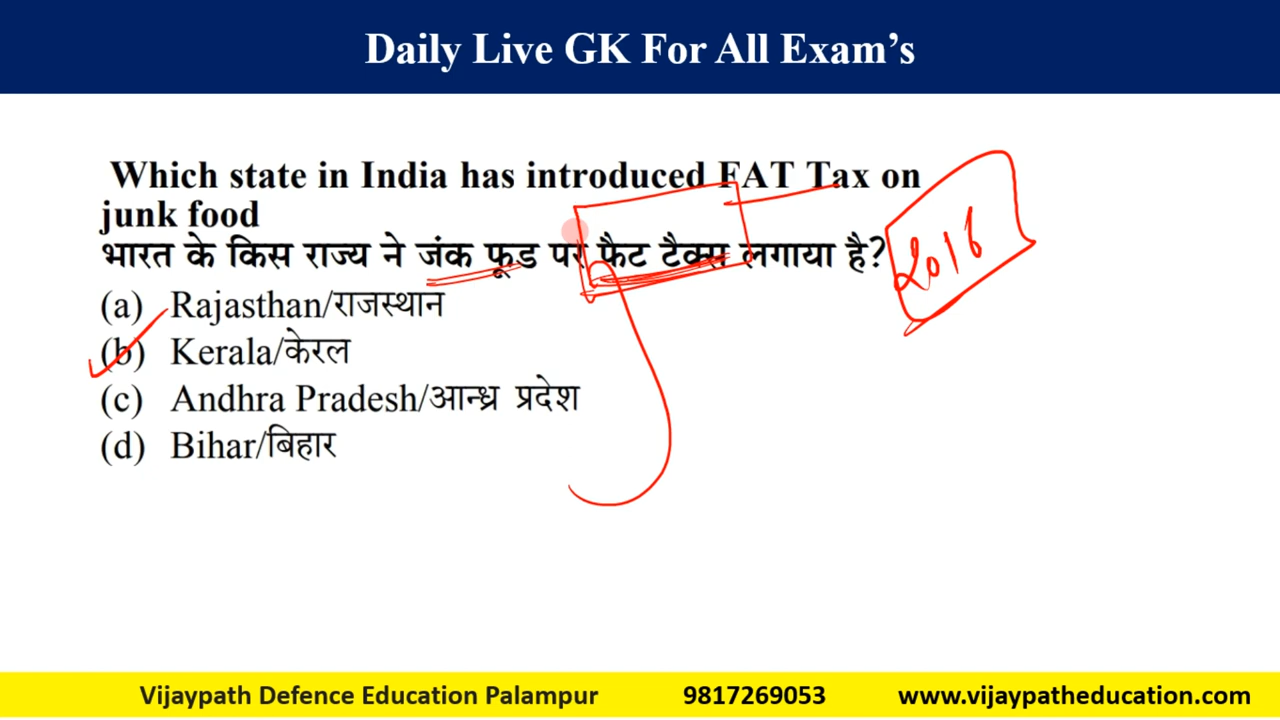 Daily Live GK For All Exam's
Which state in India has introduced FAT Tax on
junk food
भारत के किस राज्य ने जंक फूड पर फैट टैक्स लगाया है?
2016
(a) Rajasthan/राजस्थान
(b) Kerala/केरल
(c) Andhra Pradesh/आन्ध्र प्रदेश
(d) Bihar/बिहार
Vijaypath Defence Education Palampur 9817269053 www.vijaypatheducation.com